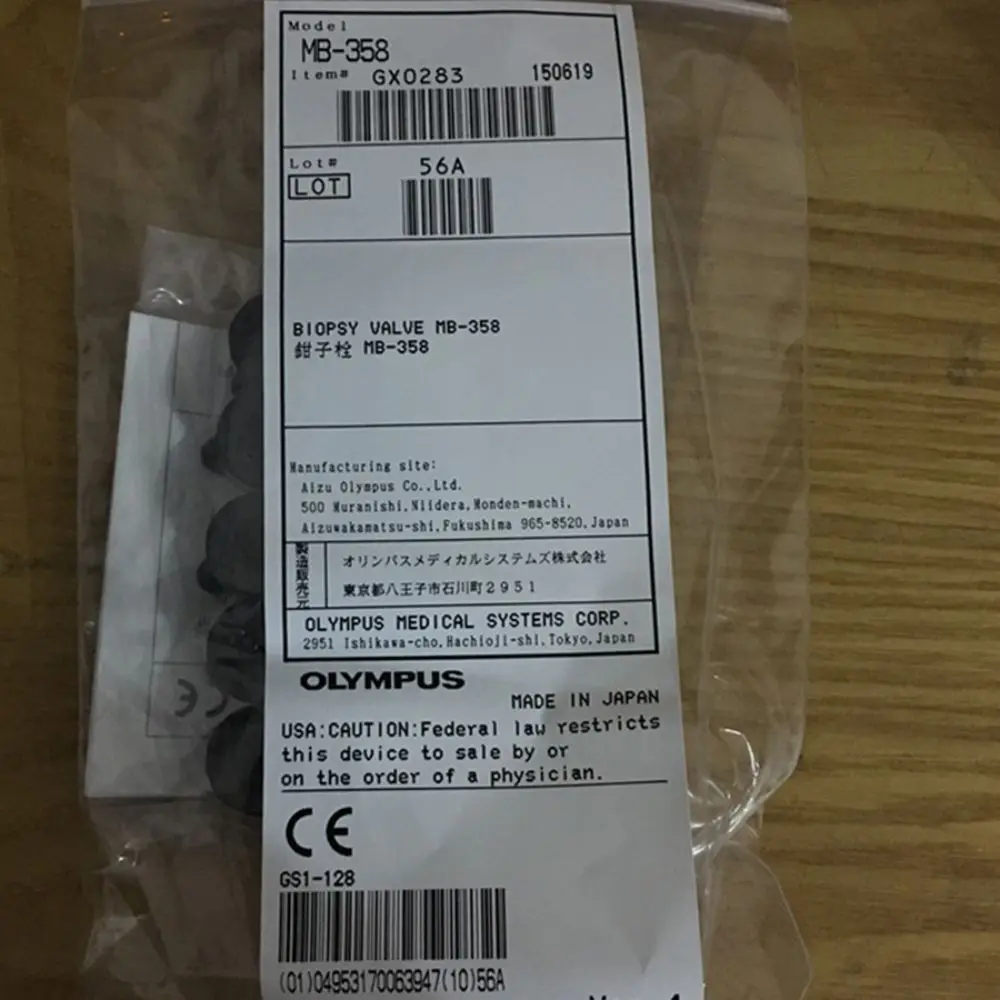 Model
MB-358
Item# GX0283 150619
Lot# 56A
LOT
BIOPSY VALVE MB-358
鉗子栓 MB-358
Manufacturing site:
Aizu Olympus Co.,Ltd.
500 Muranishi,Niidera,Monden-machi,
Aizuwakamatsu-shi,Fukushima 965-8520,Japan
製造販売元
オリンパスメディカルシステムズ株式会社
東京都八王子市石川町2951
OLYMPUS MEDICAL SYSTEMS CORP.
2951 Ishikawa-cho,Hachioji-shi,Tokyo,Japan
OLYMPUS
MADE IN JAPAN
USA:CAUTION:Federal law restricts
this device to sale by or
on the order of a physician.
CE
GS1-128
(01)04953170063947(10)56A